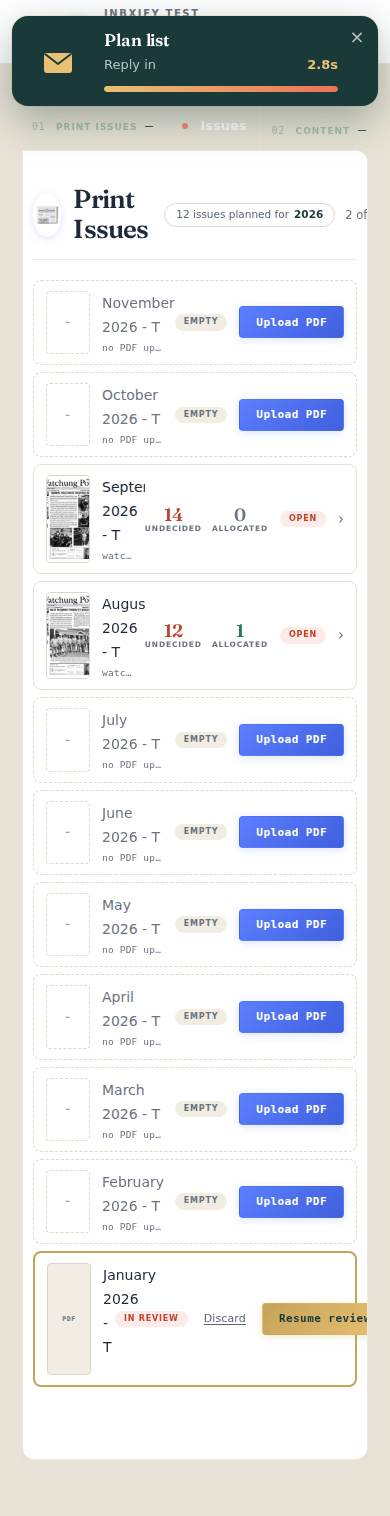 INBXIFY TEST
Plan list
×
Reply in
2.8s
01 PRINT ISSUES —
Issues
02 CONTENT —
Print
Issues
12 issues planned for 2026
2 of
November
2026 - T
no PDF up…
EMPTY
Upload PDF
October
2026 - T
no PDF up…
EMPTY
Upload PDF
Septe
2026
- T
watc…
14
UNDECIDED
0
ALLOCATED
OPEN
›
Augus
2026
- T
watc…
12
UNDECIDED
1
ALLOCATED
OPEN
›
July
2026 - T
no PDF up…
EMPTY
Upload PDF
June
2026 - T
no PDF up…
EMPTY
Upload PDF
May
2026 - T
no PDF up…
EMPTY
Upload PDF
April
2026 - T
no PDF up…
EMPTY
Upload PDF
March
2026 - T
no PDF up…
EMPTY
Upload PDF
February
2026 - T
no PDF up…
EMPTY
Upload PDF
PDF
January
2026
-
T
IN REVIEW
Discard
Resume review